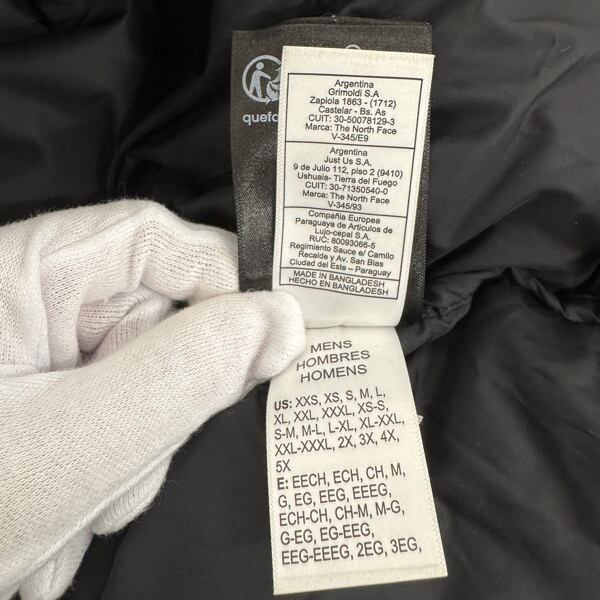 quefa
Argentina
Grimoldi S.A
Zapiola 1863 - (1712)
Castelar - Bs. As
CUIT: 30-50078129-3
Marca: The North Face
V-345/E9
Argentina
Just Us S.A.
9 de Julio 112, piso 2 (9410)
Ushuaia- Tierra del Fuego
CUIT: 30-71350540-0
Marca: The North Face
V-345/93
Compañia Europea
Paraguaya de Articulos de
Lujo-cepal S.A.
RUC: 80093066-5
Regimiento Sauce e/ Camilo
Recalde y Av. San Blas
Ciudad del Este – Paraguay
MADE IN BANGLADESH
HECHO EN BANGLADESH
MENS
HOMBRES
HOMENS
US: XXS, XS, S, M, L,
XL, XXL, XXXL, XS-S,
S-M, M-L, L-XL, XL-XXL,
XXL-XXXL, 2X, 3X, 4X,
5X
E: EECH, ECH, CH, M,
G, EG, EEG, EEEG,
ECH-CH, CH-M, M-G,
G-EG, EG-EEG,
EEG-EEEG, 2EG, 3EG,